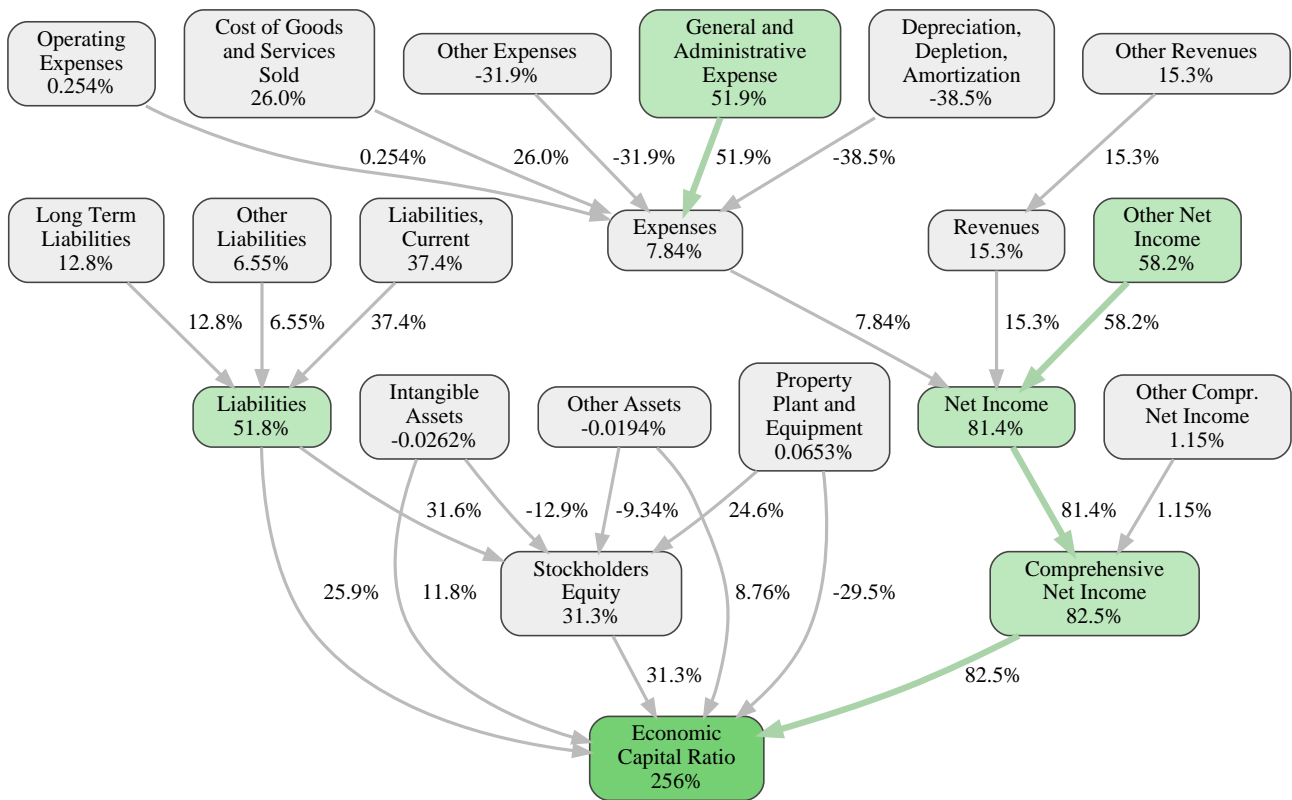 Operating
Expenses
0.254%
Cost of Goods
and Services
Sold
26.0%
Other Expenses
-31.9%
General and
Administrative
Expense
51.9%
Depreciation,
Depletion,
Amortization
-38.5%
Other Revenues
15.3%
0.254%
26.0%
-31.9%
51.9%
-38.5%
15.3%
Long Term
Liabilities
12.8%
Other
Liabilities
6.55%
Liabilities,
Current
37.4%
Expenses
7.84%
Revenues
15.3%
Other Net
Income
58.2%
12.8%
6.55%
37.4%
7.84%
15.3%
58.2%
Liabilities
51.8%
Intangible
Assets
-0.0262%
Other Assets
-0.0194%
Property
Plant and
Equipment
0.0653%
Net Income
81.4%
Other Compr.
Net Income
1.15%
31.6%
-12.9%
-9.34%
24.6%
81.4%
1.15%
Stockholders
Equity
31.3%
Comprehensive
Net Income
82.5%
25.9%
11.8%
8.76%
-29.5%
31.3%
82.5%
Economic
Capital Ratio
256%